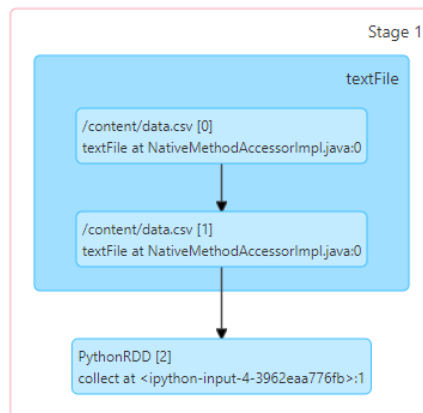 Stage 1
textFile
/content/data.csv [0]
textFile at NativeMethodAccessorImpl.java:0
/content/data.csv [1]
textFile at NativeMethodAccessorImpl.java:0
PythonRDD [2]
collect at <ipython-input-4-3962eaa776fb>:1